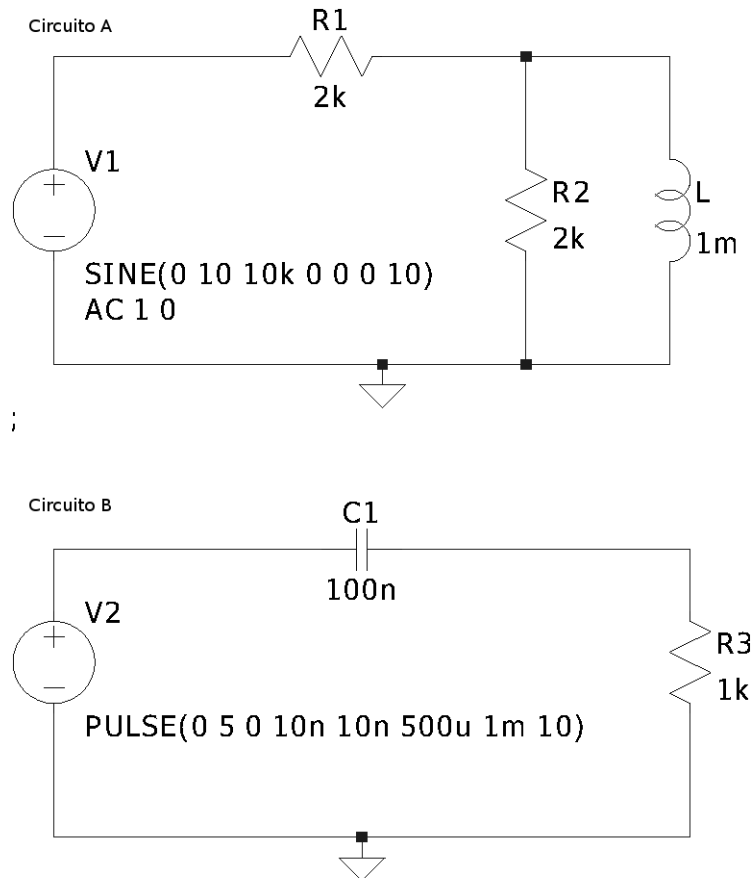 Circuito A
R1
2k
V1
R2
2k
L
1m
SINE(0 10 10k 0 0 0 10)
AC 1 0
;
Circuito B
C1
100n
V2
R3
1k
PULSE(0 5 0 10n 10n 500u 1m 10)